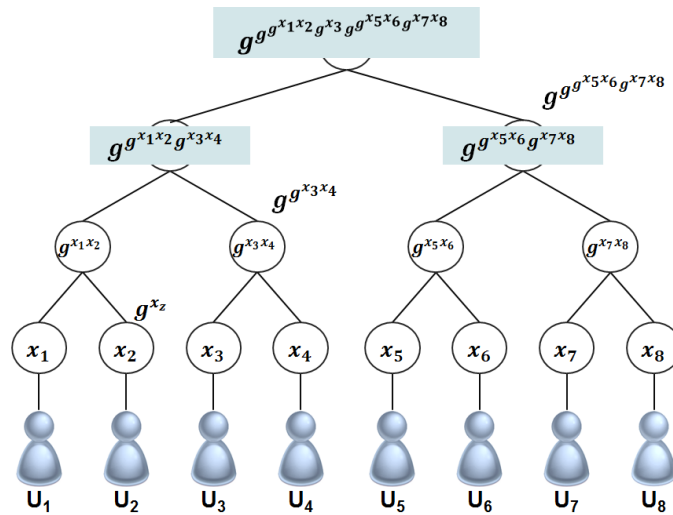 g^{g^{g^{x_1x_2}g^{x_3}g^{g^{x_5x_6}g^{x_7x_8}}}}
g^{g^{g^{x_5x_6}g^{x_7x_8}}}
g^{g^{x_1x_2}g^{x_3x_4}} g^{g^{x_5x_6}g^{x_7x_8}}
g^{g^{x_3x_4}}
g^{x_1x_2} g^{x_3x_4} g^{x_5x_6} g^{x_7x_8}
g^{x_z}
x_1 x_2 x_3 x_4 x_5 x_6 x_7 x_8
U_1 U_2 U_3 U_4 U_5 U_6 U_7 U_8